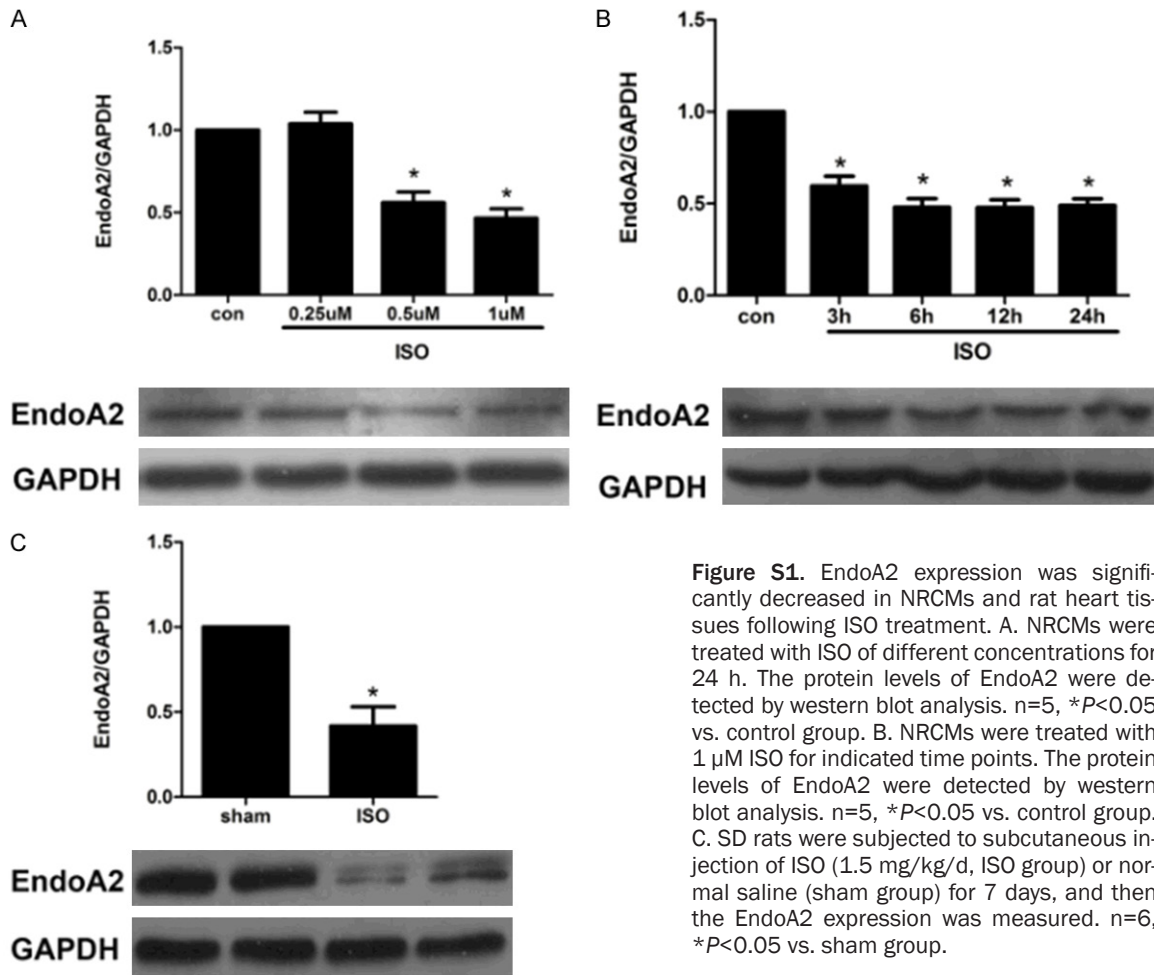 A
EndoA2/GAPDH
1.5
1.0
0.5
0.0
*
*
con
0.25uM
0.5uM
1uM
ISO
EndoA2
GAPDH
B
EndoA2/GAPDH
1.5
1.0
0.5
0.0
*
*
*
*
con
3h
6h
12h
24h
ISO
EndoA2
GAPDH
C
EndoA2/GAPDH
1.5
1.0
0.5
0.0
*
sham
ISO
EndoA2
GAPDH
Figure S1. EndoA2 expression was signifi-
cantly decreased in NRCMs and rat heart tis-
sues following ISO treatment. A. NRCMs were
treated with ISO of different concentrations for
24 h. The protein levels of EndoA2 were de-
tected by western blot analysis. n=5, *P<0.05
vs. control group. B. NRCMs were treated with
1 µM ISO for indicated time points. The protein
levels of EndoA2 were detected by western
blot analysis. n=5, *P<0.05 vs. control group.
C. SD rats were subjected to subcutaneous in-
jection of ISO (1.5 mg/kg/d, ISO group) or nor-
mal saline (sham group) for 7 days, and then
the EndoA2 expression was measured. n=6,
*P<0.05 vs. sham group.